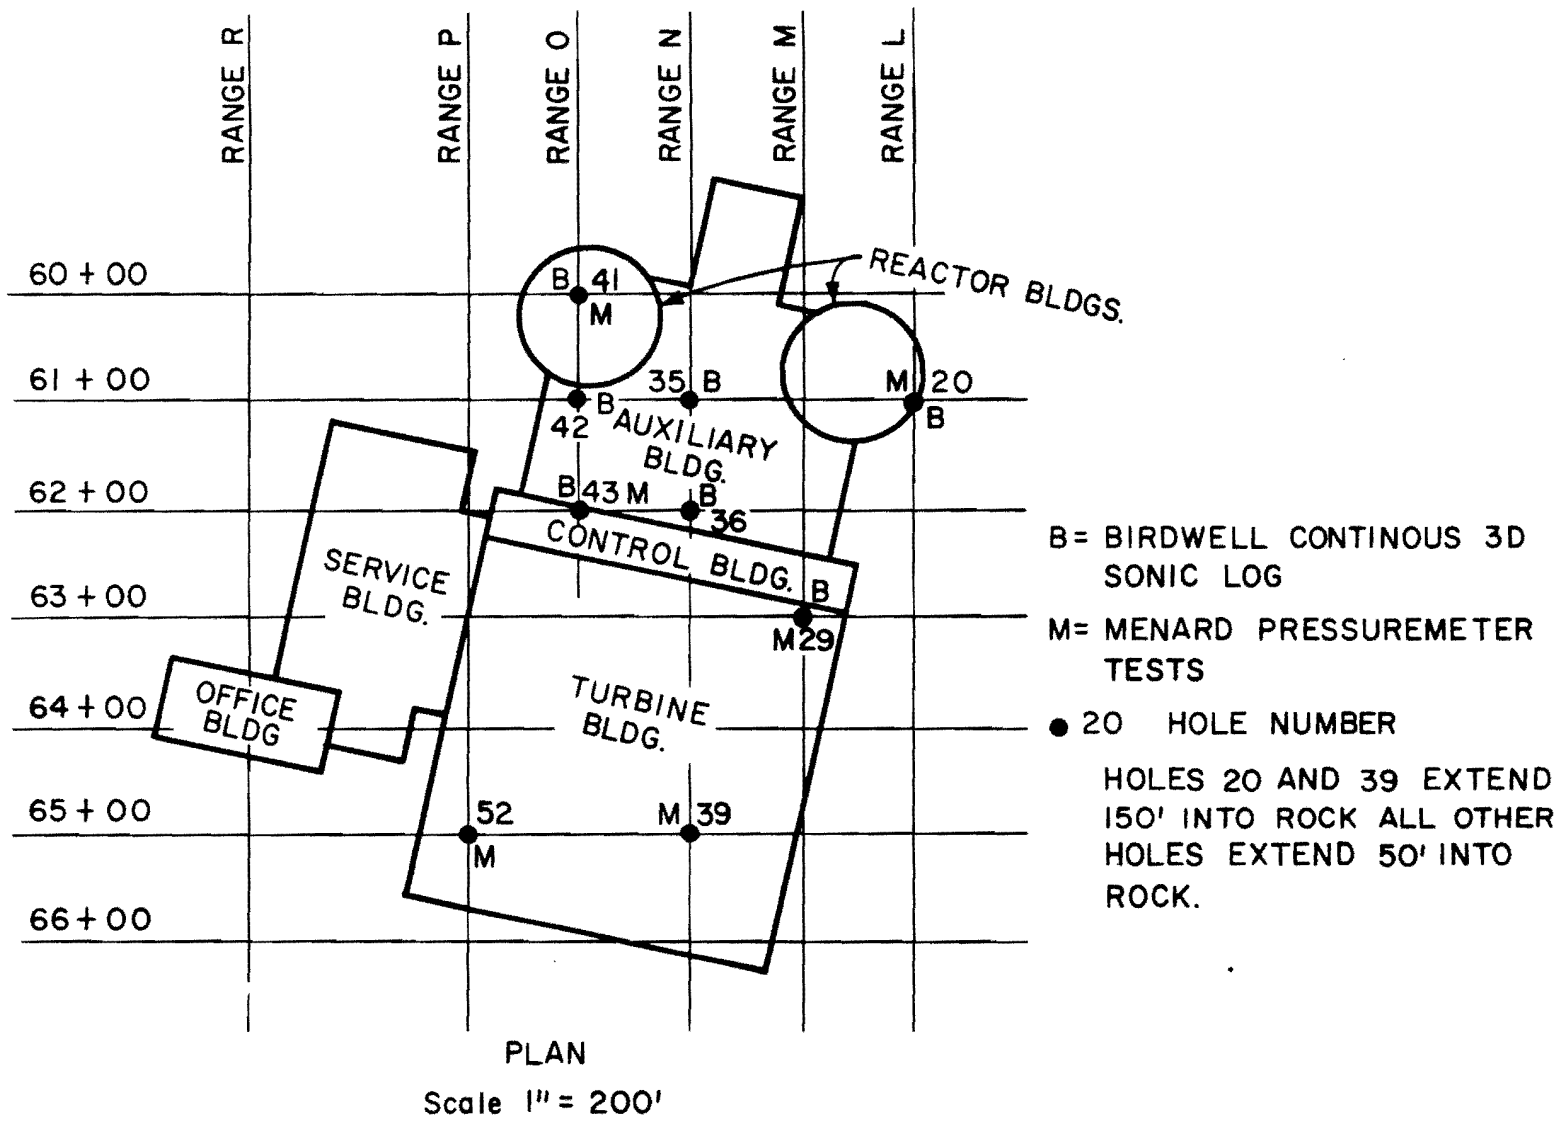 RANGE R
RANGE P
RANGE O
RANGE N
RANGE M
RANGE L
60 + 00
B 41
M
REACTOR BLDGS.
61 + 00
35 B
M 20
B
B
42
AUXILIARY
BLDG.
62 + 00
B 43 M
B
36
CONTROL BLDG.
B
M 29
SERVICE
BLDG.
63 + 00
OFFICE
BLDG
64 + 00
TURBINE
BLDG.
65 + 00
52
M
M 39
66 + 00
B = BIRDWELL CONTINOUS 3D
SONIC LOG
M = MENARD PRESSUREMETER
TESTS
● 20 HOLE NUMBER
HOLES 20 AND 39 EXTEND
150' INTO ROCK ALL OTHER
HOLES EXTEND 50' INTO
ROCK.
PLAN
Scale 1" = 200'